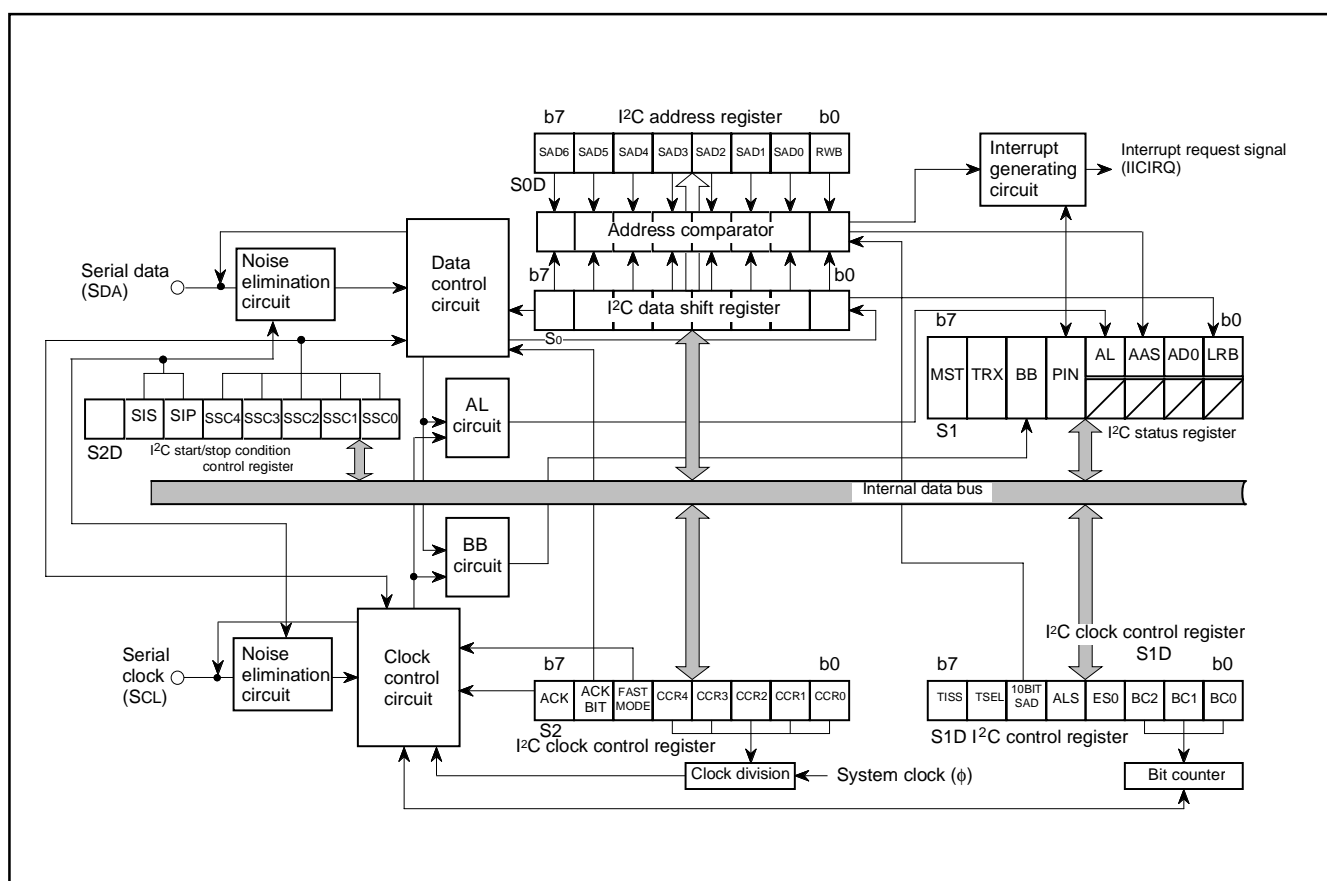 b7 I²C address register b0
SAD6 SAD5 SAD4 SAD3 SAD2 SAD1 SAD0 RWB
S0D
Interrupt
generating
circuit
Interrupt request signal
(IICIRQ)
Address comparator
Serial data
(SDA)
Noise
elimination
circuit
Data
control
circuit
b7 b0
I²C data shift register
S0
b7 b0
MST TRX BB PIN AL AAS AD0 LRB
S1 I²C status register
SIS SIP SSC4 SSC3 SSC2 SSC1 SSC0
S2D
I²C start/stop condition
control register
AL
circuit
Internal data bus
BB
circuit
Serial
clock
(SCL)
Noise
elimination
circuit
Clock
control
circuit
b7 b0
ACK ACK BIT FAST MODE CCR4 CCR3 CCR2 CCR1 CCR0
S2
I²C clock control register
Clock division
System clock (ϕ)
I²C clock control register
S1D
b7 b0
TISS TSEL 10BIT SAD ALS ES0 BC2 BC1 BC0
S1D I²C control register
Bit counter